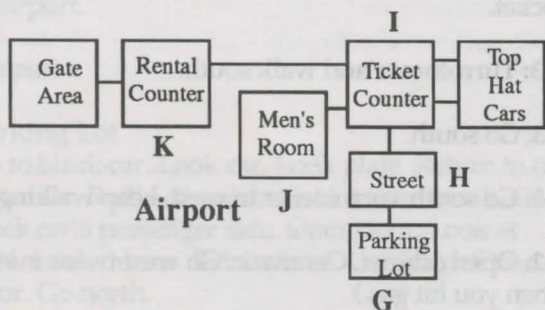 I
Gate Area
Rental Counter
Ticket Counter
Top Hat Cars
K
Men's Room
J
Street
H
Airport
Parking Lot
G